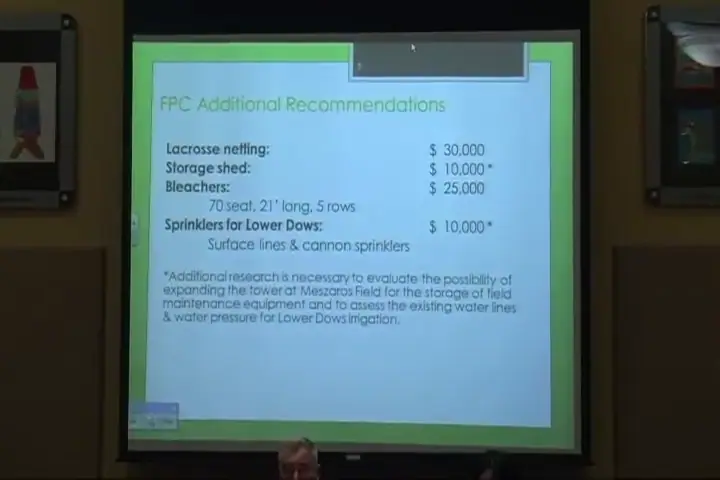 FPC Additional Recommendations
Lacrosse netting: $ 30,000
Storage shed: $ 10,000*
Bleachers: $ 25,000
70 seat, 21' long, 5 rows
Sprinklers for Lower Dows: $ 10,000*
Surface lines & cannon sprinklers
*Additional research is necessary to evaluate the possibility of
expanding the tower at Meszaros Field for the storage of field
maintenance equipment and to assess the existing water lines
& water pressure for Lower Dows irrigation.